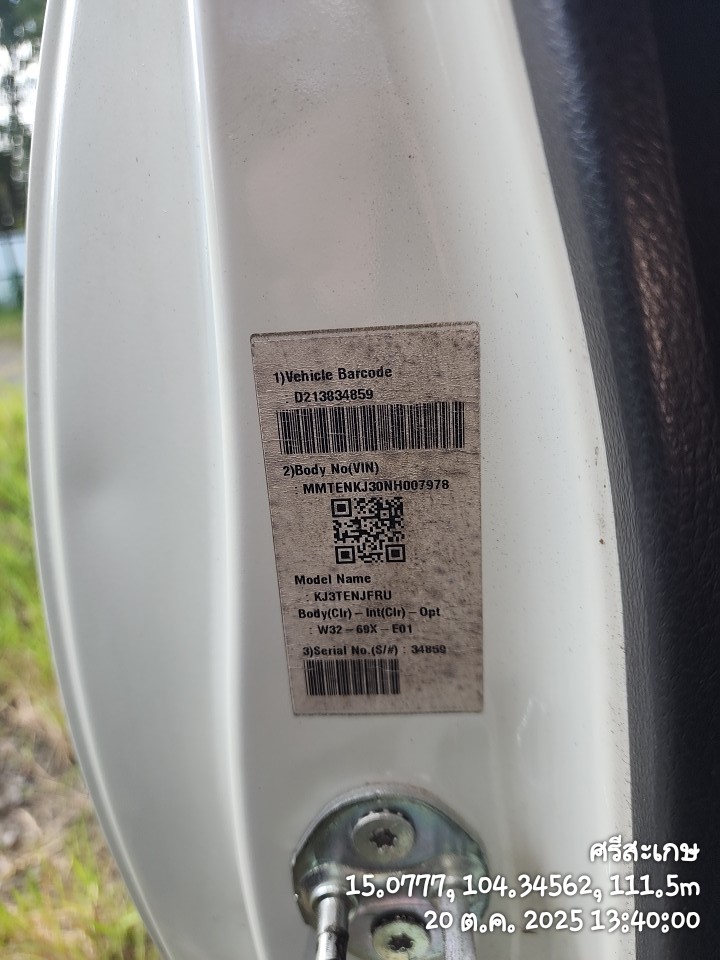 1)Vehicle Barcode
: D213834859
2)Body No(VIN)
: MMTENKJ30NH007978
Model Name
: KJ3TENJFRU
Body(Clr)－Int(Clr)－Opt
: W32－69X－E01
3)Serial No.(S/#) : 34859
ศรีสะเกษ
15.0777, 104.34562, 111.5m
20 ต.ค. 2025 13:40:00